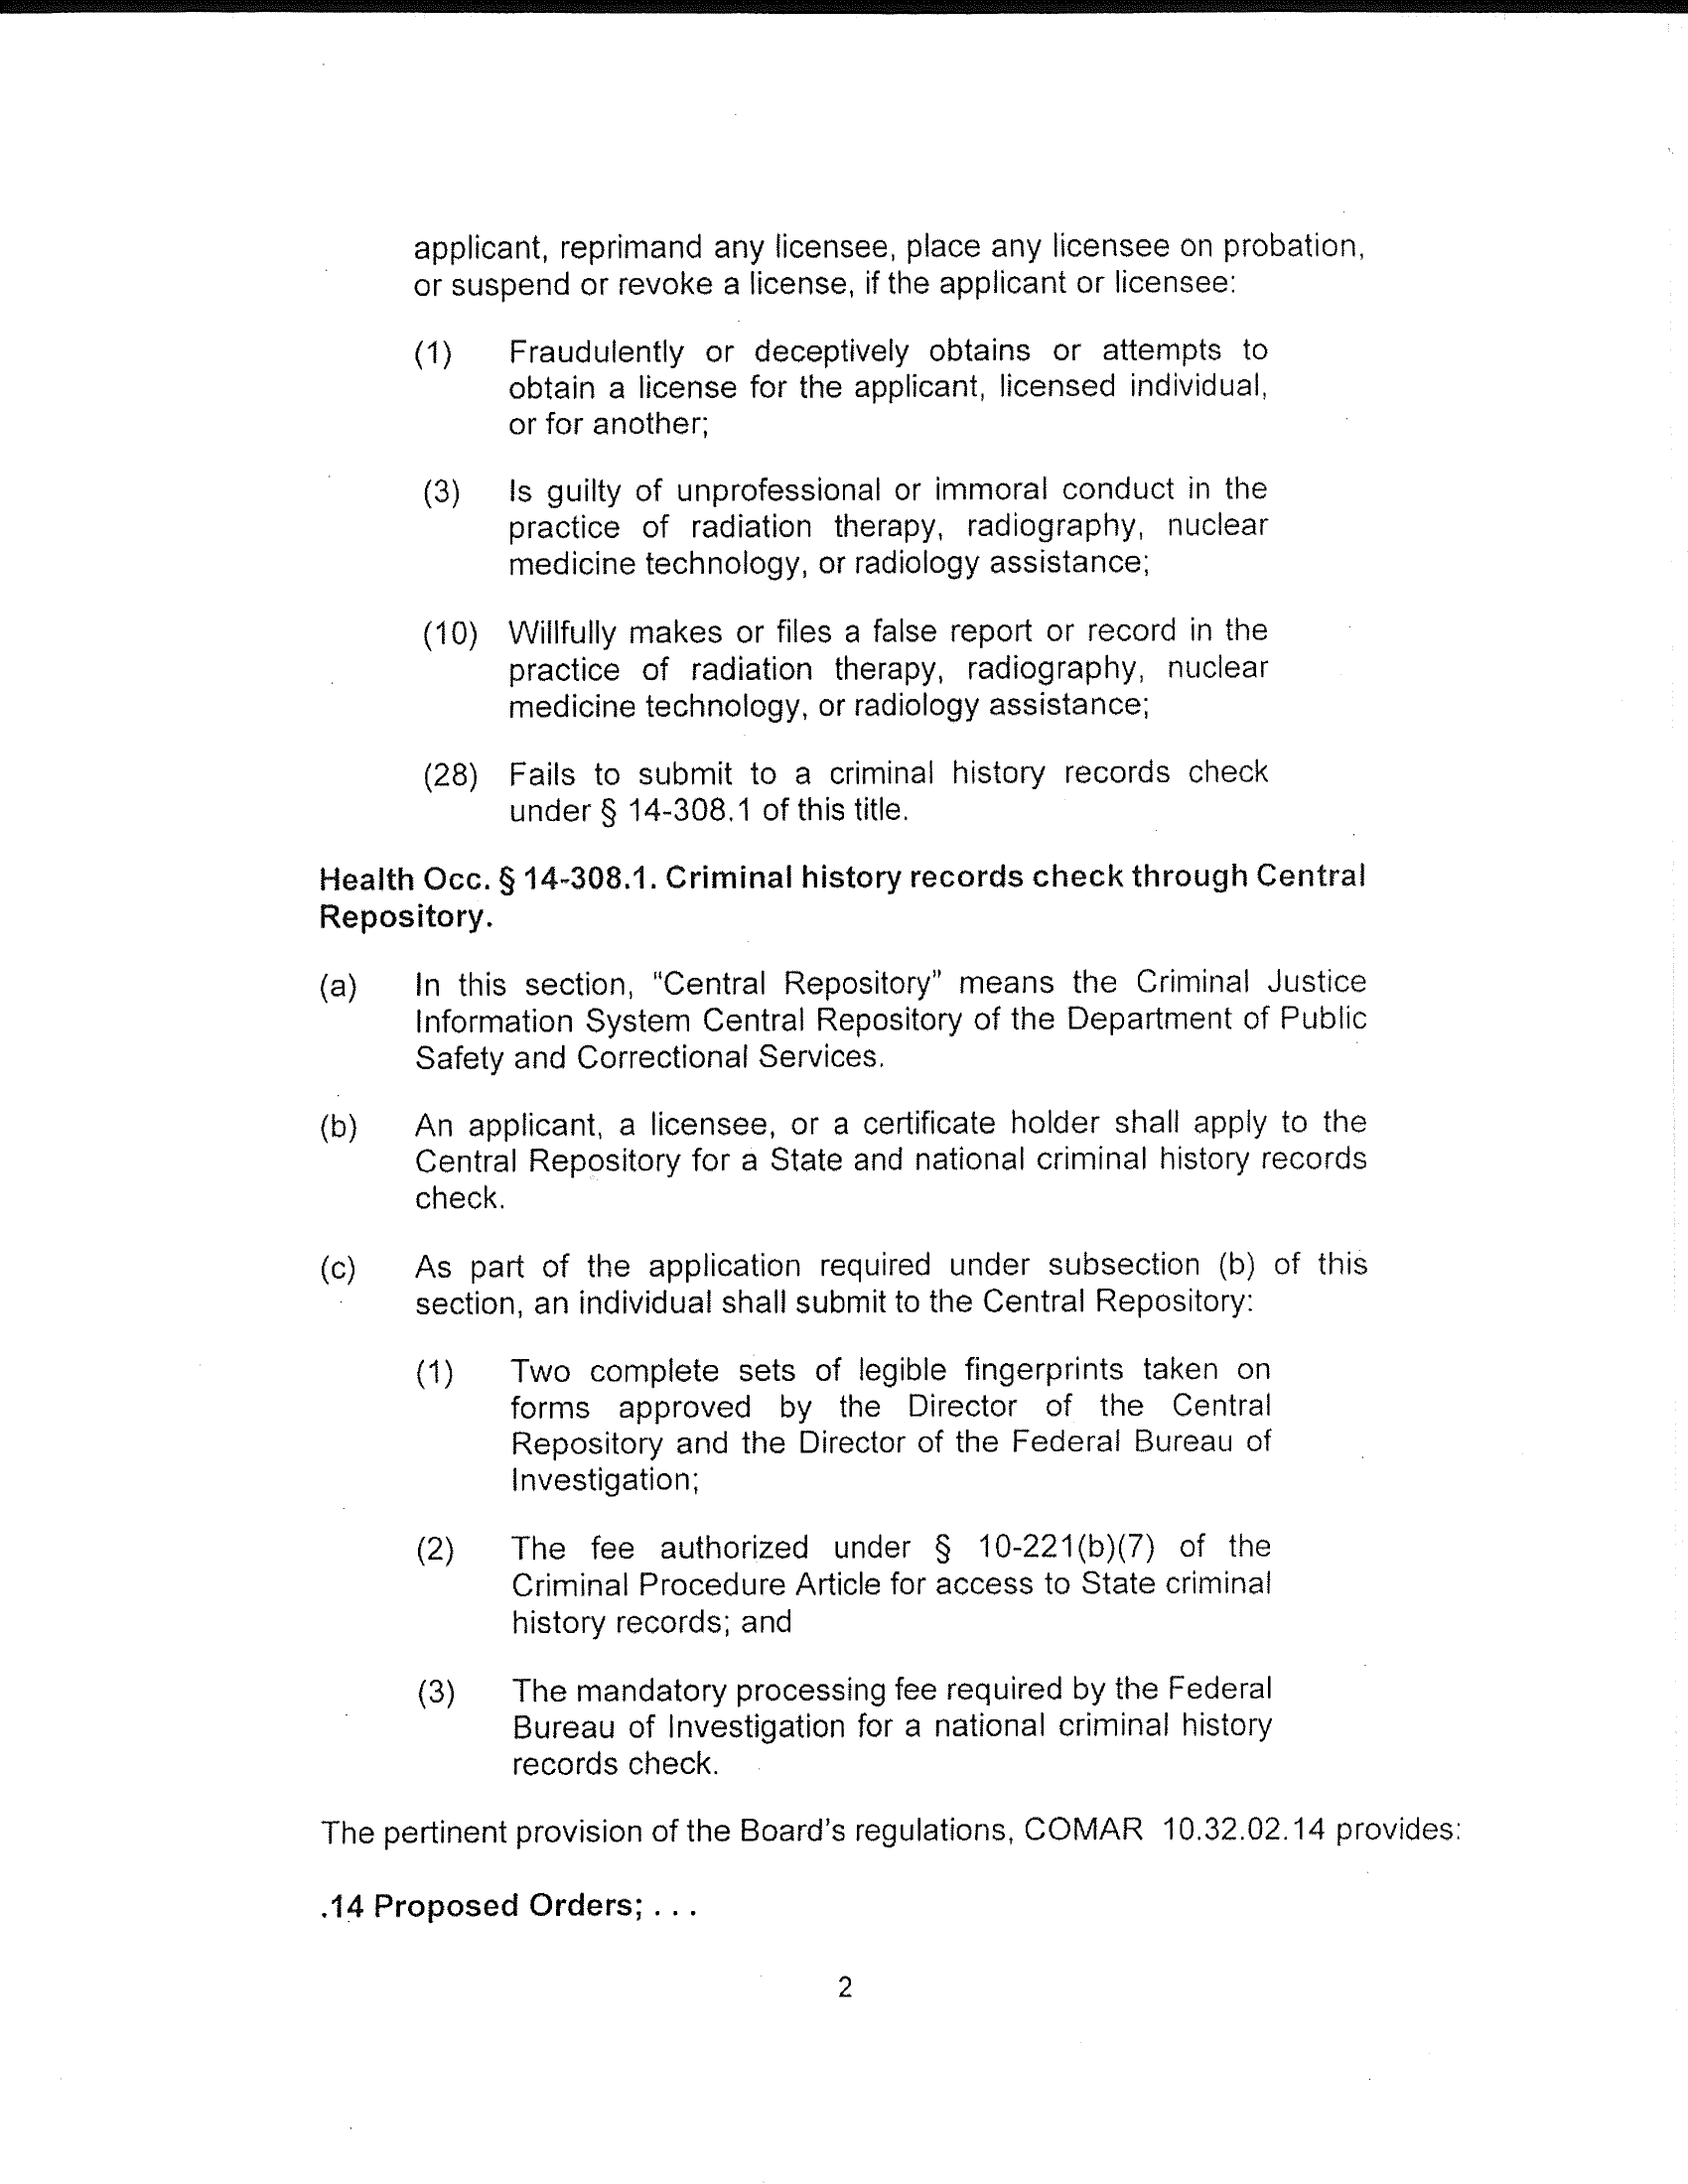 applicant, reprimand any licensee, place any licensee on probation,
or suspend or revoke a license, if the applicant or licensee:
(1) Fraudulently or deceptively obtains or attempts to
obtain a license for the applicant, licensed individual,
or for another;
(3) Is guilty of unprofessional or immoral conduct in the
practice of radiation therapy, radiography, nuclear
medicine technology, or radiology assistance;
(10) Willfully makes or files a false report or record in the
practice of radiation therapy, radiography, nuclear
medicine technology, or radiology assistance;
(28) Fails to submit to a criminal history records check
under § 14-308.1 of this title.
Health Occ. § 14-308.1. Criminal history records check through Central
Repository.
(a) In this section, "Central Repository" means the Criminal Justice
Information System Central Repository of the Department of Public
Safety and Correctional Services.
(b) An applicant, a licensee, or a certificate holder shall apply to the
Central Repository for a State and national criminal history records
check.
(c) As part of the application required under subsection (b) of this
section, an individual shall submit to the Central Repository:
(1) Two complete sets of legible fingerprints taken on
forms approved by the Director of the Central
Repository and the Director of the Federal Bureau of
Investigation;
(2) The fee authorized under § 10-221(b)(7) of the
Criminal Procedure Article for access to State criminal
history records; and
(3) The mandatory processing fee required by the Federal
Bureau of Investigation for a national criminal history
records check.
The pertinent provision of the Board's regulations, COMAR 10.32.02.14 provides:
.14 Proposed Orders; . . .
2